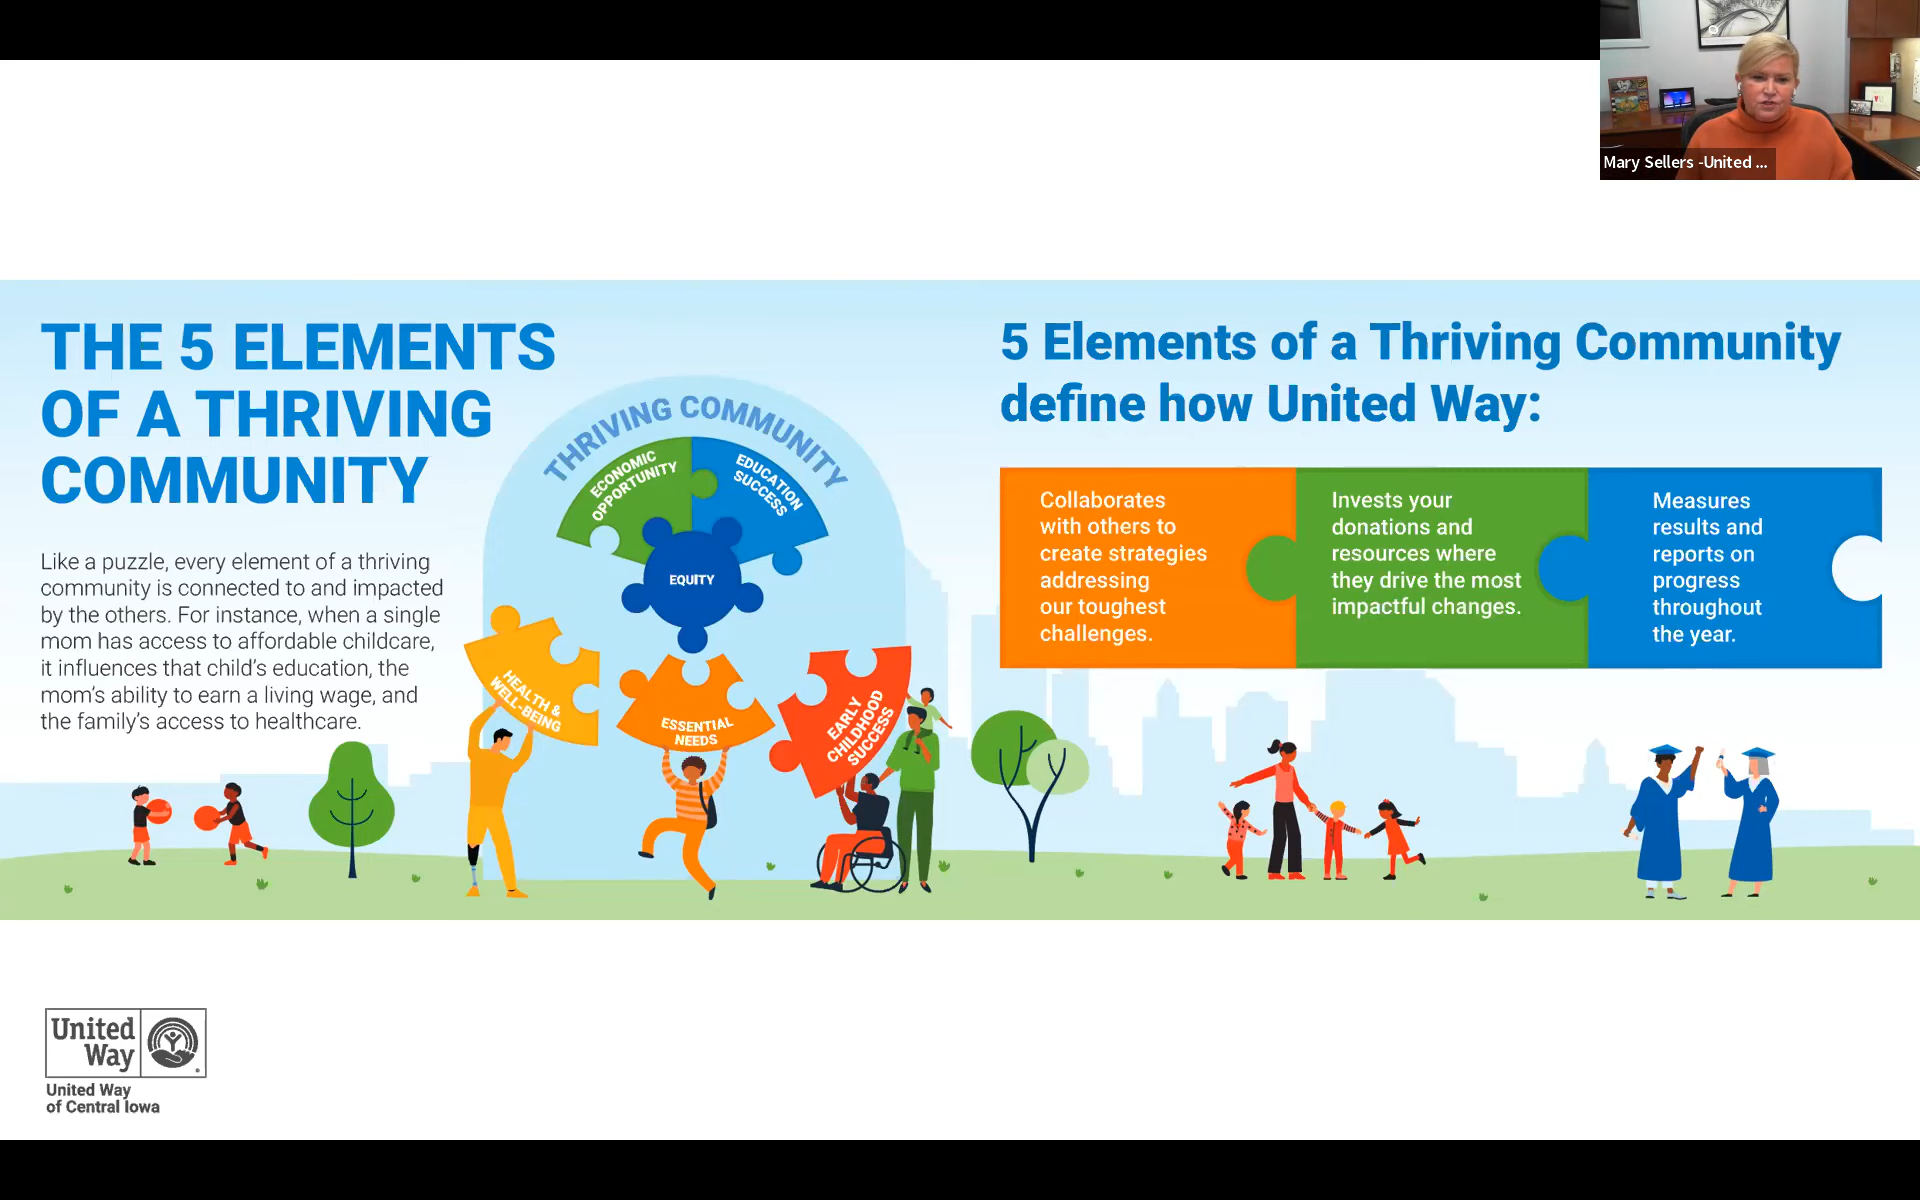 Mary Sellers -United ...
THE 5 ELEMENTS
OF A THRIVING
COMMUNITY
Like a puzzle, every element of a thriving
community is connected to and impacted
by the others. For instance, when a single
mom has access to affordable childcare,
it influences that child's education, the
mom's ability to earn a living wage, and
the family's access to healthcare.
THRIVING COMMUNITY
ECONOMIC
OPPORTUNITY
EDUCATION
SUCCESS
EQUITY
HEALTH &
WELL-BEING
ESSENTIAL
NEEDS
EARLY
CHILDHOOD
SUCCESS
5 Elements of a Thriving Community
define how United Way:
Collaborates
with others to
create strategies
addressing
our toughest
challenges.
Invests your
donations and
resources where
they drive the most
impactful changes.
Measures
results and
reports on
progress
throughout
the year.
United
Way
United Way
of Central Iowa